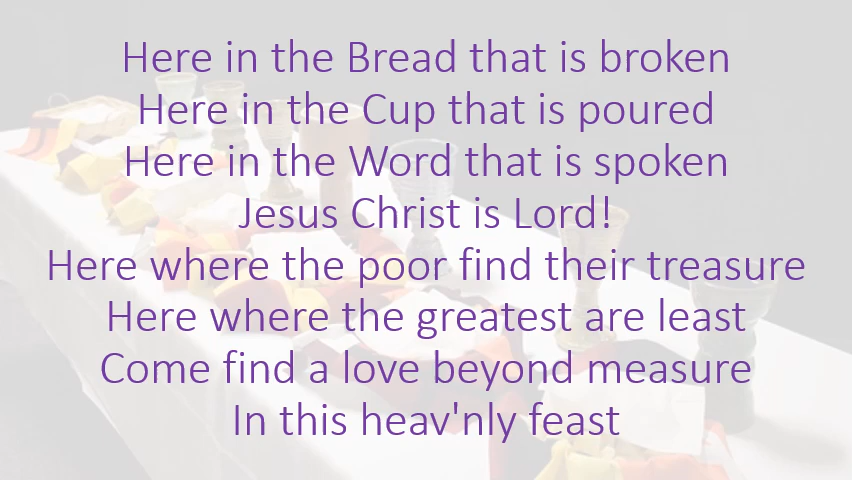 Here in the Bread that is broken
Here in the Cup that is poured
Here in the Word that is spoken
Jesus Christ is Lord!
Here where the poor find their treasure
Here where the greatest are least
Come find a love beyond measure
In this heav'nly feast